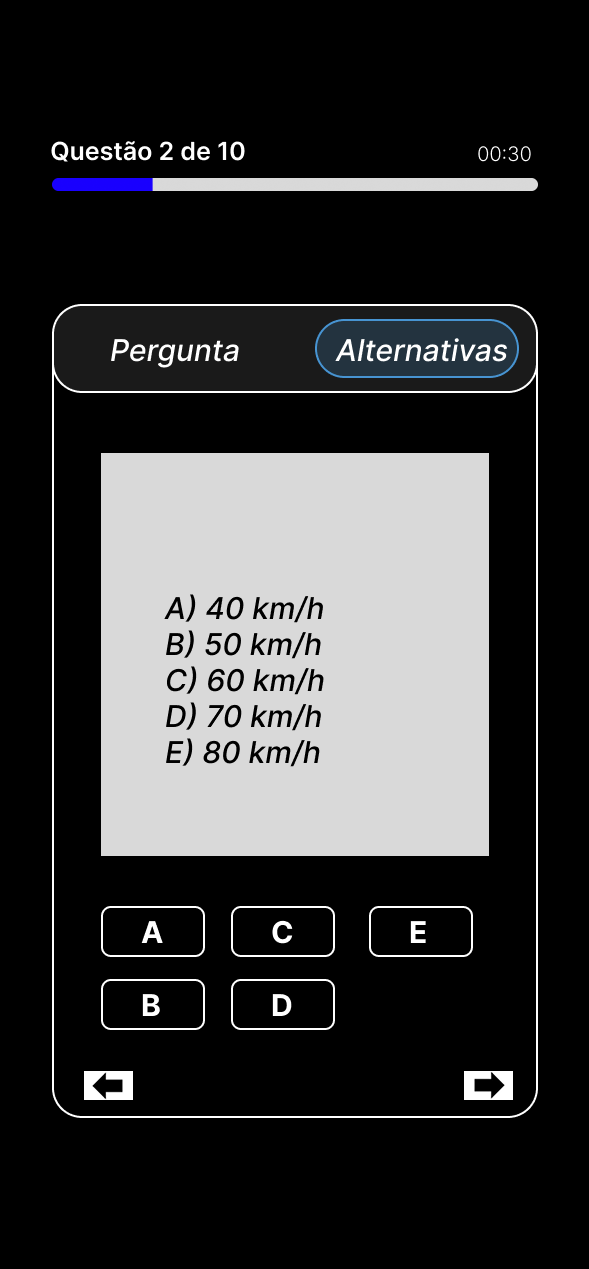 Questão 2 de 10
00:30
Pergunta
Alternativas
A) 40 km/h
B) 50 km/h
C) 60 km/h
D) 70 km/h
E) 80 km/h
A
C
E
B
D